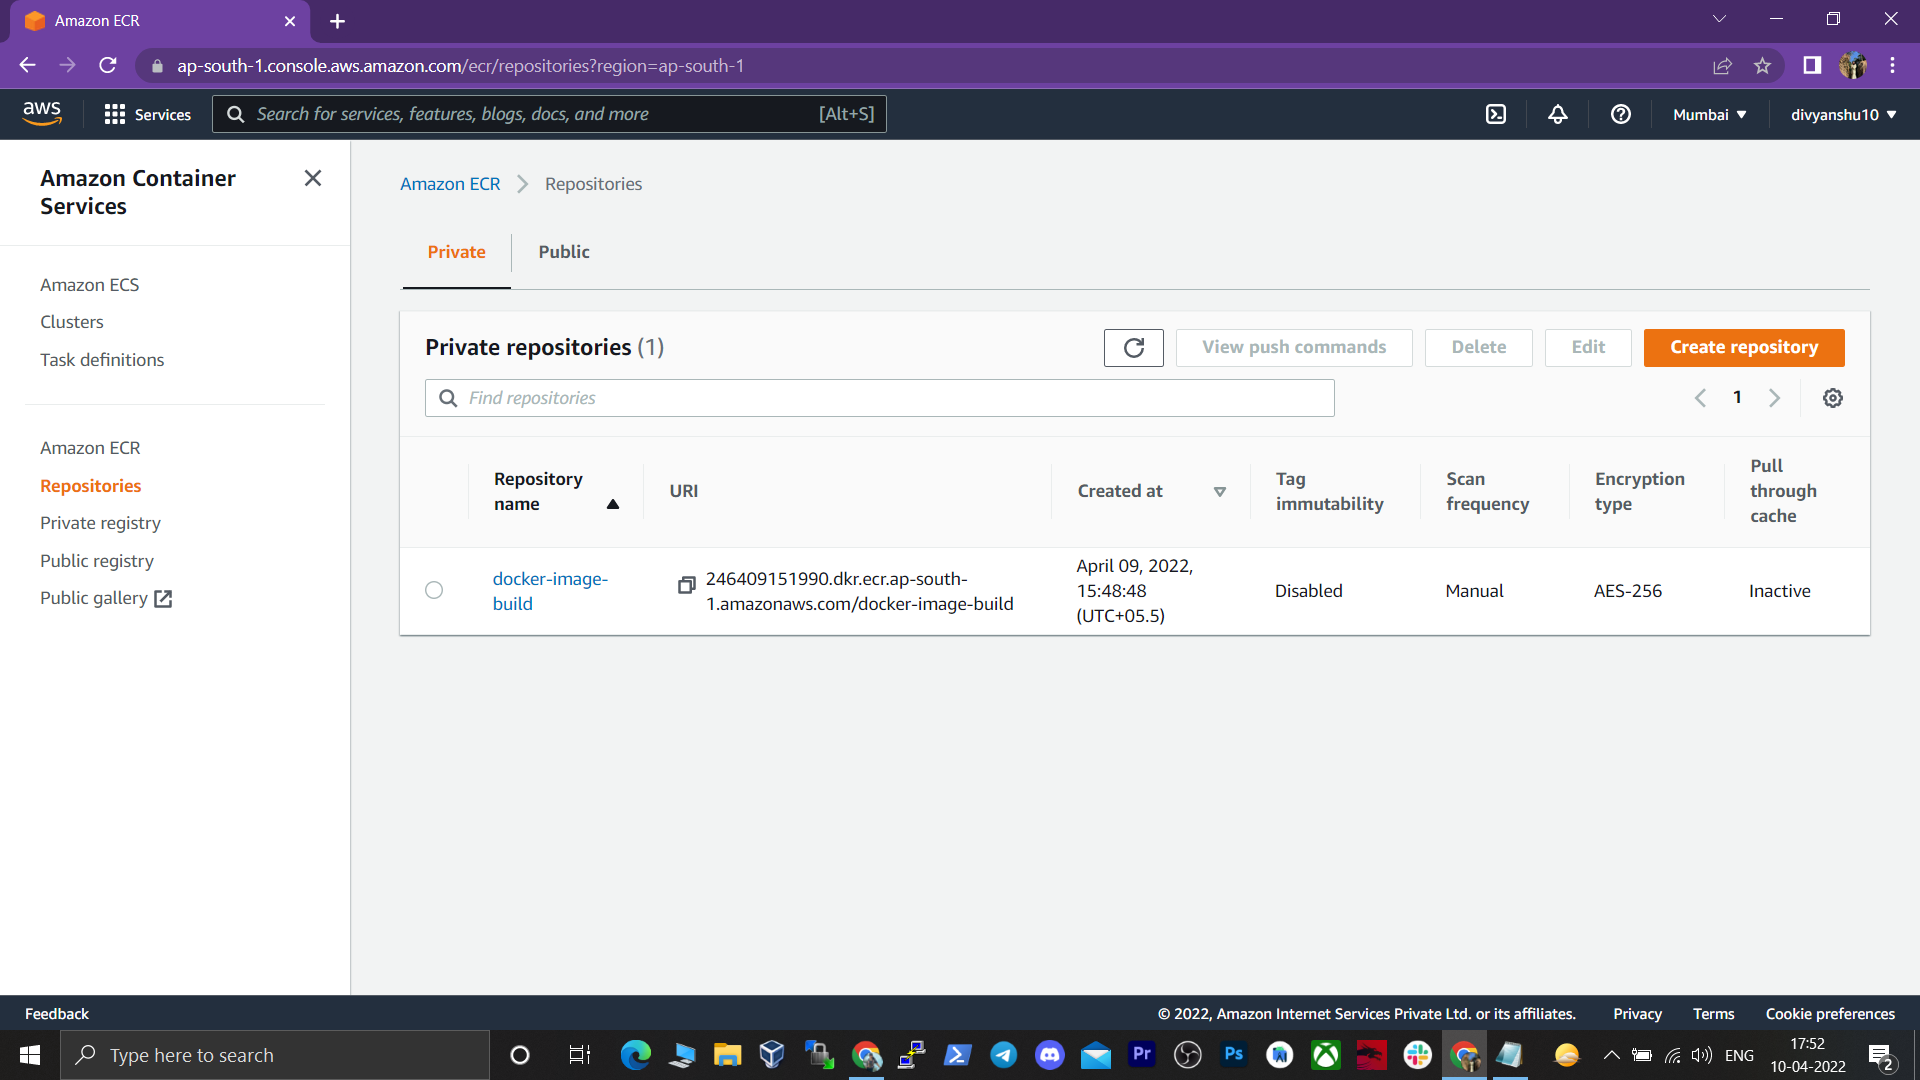 Amazon ECR
ap-south-1.console.aws.amazon.com/ecr/repositories?region=ap-south-1
aws
Services
Search for services, features, blogs, docs, and more
[Alt+S]
Mumbai
divyanshu10
Amazon Container
Services
Amazon ECS
Clusters
Task definitions
Amazon ECR
Repositories
Private registry
Public registry
Public gallery
Amazon ECR
Repositories
Private
Public
Private repositories (1)
View push commands
Delete
Edit
Create repository
Find repositories
1
Repository
name
URI
Created at
Tag
immutability
Scan
frequency
Encryption
type
Pull
through
cache
docker-image-
build
246409151990.dkr.ecr.ap-south-
1.amazonaws.com/docker-image-build
April 09, 2022,
15:48:48
(UTC+05.5)
Disabled
Manual
AES-256
Inactive
Feedback
© 2022, Amazon Internet Services Private Ltd. or its affiliates.
Privacy
Terms
Cookie preferences
Type here to search
Pr
Ps
ENG
17:52
10-04-2022
2